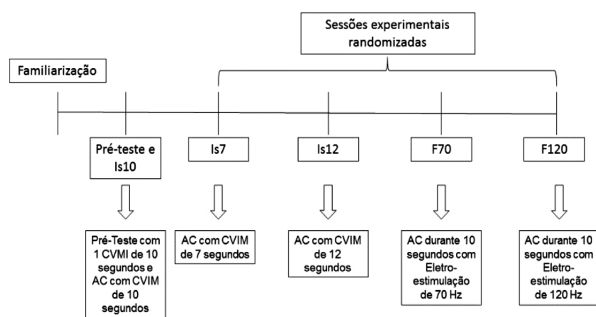 Sessões experimentais
randomizadas
Familiarização
Pré-teste e
Is10
Is7
Is12
F70
F120
Pré-Teste com
1 CVMI de 10
segundos e
AC com CVIM
de 10
segundos
AC com CVIM
de 7 segundos
AC com CVIM
de 12
segundos
AC durante 10
segundos com
Eletro-
estimulação
de 70 Hz
AC durante 10
segundos com
Eletro-
estimulação
de 120 Hz